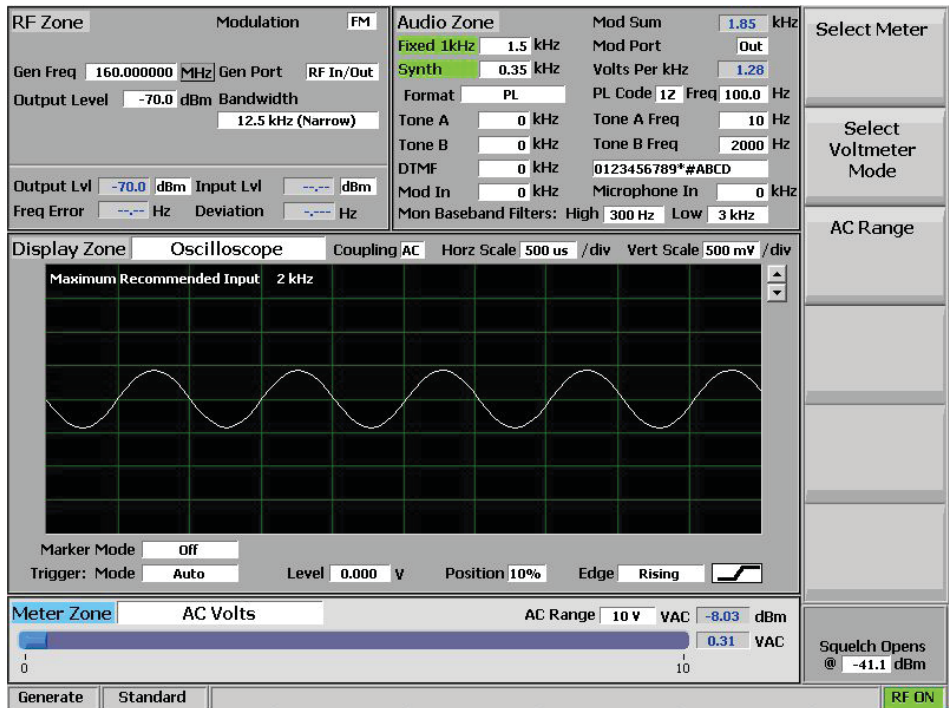 RF Zone Modulation FM
Gen Freq 160.000000 MHz Gen Port RF In/Out
Output Level -70.0 dBm Bandwidth
12.5 kHz (Narrow)
Output Lvl -70.0 dBm Input Lvl --.-- dBm
Freq Error --.-- Hz Deviation -.--- Hz
Audio Zone Mod Sum 1.85 kHz
Fixed 1kHz 1.5 kHz Mod Port Out
Synth 0.35 kHz Volts Per kHz 1.28
Format PL PL Code 1Z Freq 100.0 Hz
Tone A 0 kHz Tone A Freq 10 Hz
Tone B 0 kHz Tone B Freq 2000 Hz
DTMF 0 kHz 0123456789*#ABCD
Mod In 0 kHz Microphone In 0 kHz
Mon Baseband Filters: High 300 Hz Low 3 kHz
Display Zone Oscilloscope Coupling AC Horz Scale 500 us /div Vert Scale 500 mV /div
Maximum Recommended Input 2 kHz
Marker Mode Off
Trigger: Mode Auto Level 0.000 V Position 10% Edge Rising
Meter Zone AC Volts AC Range 10 V VAC -8.03 dBm
0.31 VAC
0 10
Generate Standard RF ON
Select Meter
Select
Voltmeter
Mode
AC Range
Squelch Opens
@ -41.1 dBm